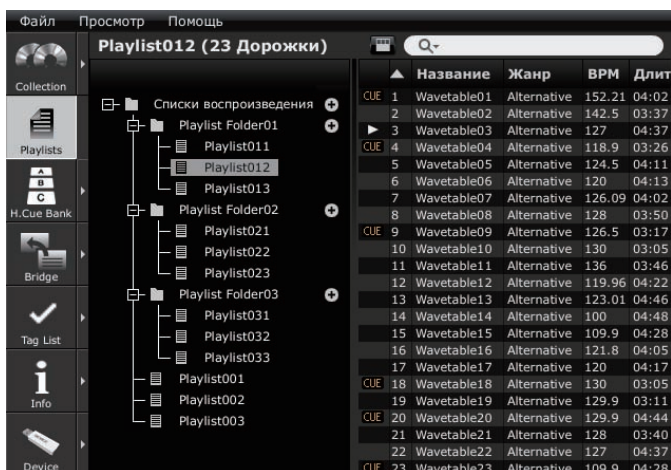 Файл Просмотр Помощь
Playlist012 (23 Дорожки)
Collection
Playlists
A
B
C
H.Cue Bank
Bridge
Tag List
i
Info
Device
Списки воспроизведения
Playlist Folder01
Playlist011
Playlist012
Playlist013
Playlist Folder02
Playlist021
Playlist022
Playlist023
Playlist Folder03
Playlist031
Playlist032
Playlist033
Playlist001
Playlist002
Playlist003
Название Жанр BPM Длит
CUE 1 Wavetable01 Alternative 152.21 04:02
2 Wavetable02 Alternative 142.5 03:37
3 Wavetable03 Alternative 127 04:37
CUE 4 Wavetable04 Alternative 118.9 03:26
5 Wavetable05 Alternative 124.5 04:11
6 Wavetable06 Alternative 120 04:13
7 Wavetable07 Alternative 126.09 04:02
8 Wavetable08 Alternative 128 03:50
CUE 9 Wavetable09 Alternative 126.5 03:17
10 Wavetable10 Alternative 130 03:05
11 Wavetable11 Alternative 136 03:46
12 Wavetable12 Alternative 119.96 04:22
13 Wavetable13 Alternative 123.01 04:46
14 Wavetable14 Alternative 100 04:48
15 Wavetable15 Alternative 109.9 04:28
16 Wavetable16 Alternative 121.8 04:05
17 Wavetable17 Alternative 120 04:17
CUE 18 Wavetable18 Alternative 130 03:05
19 Wavetable19 Alternative 129.9 03:11
CUE 20 Wavetable20 Alternative 129.9 04:44
21 Wavetable21 Alternative 128 03:40
22 Wavetable22 Alternative 127 04:37
CUE 23 Wavetable23 Alternative 109.9 04:28